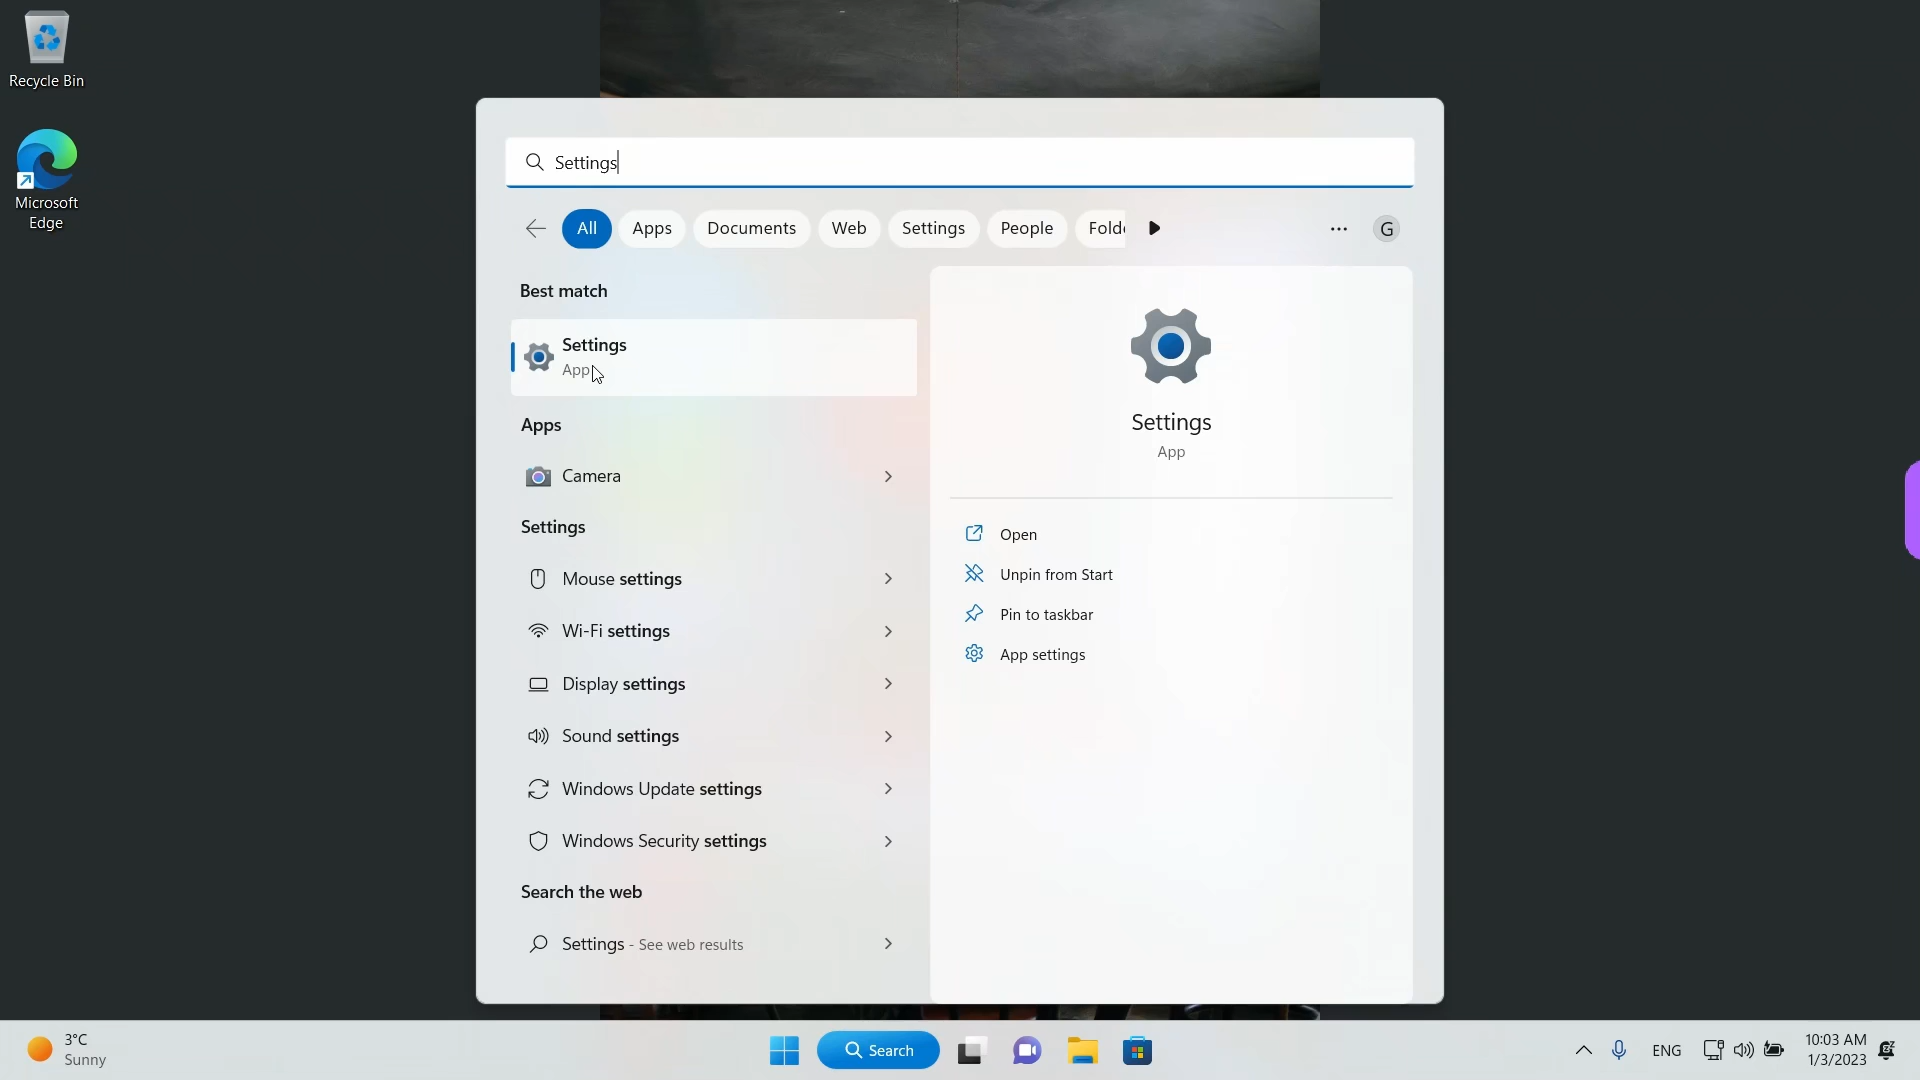 Recycle Bin
Microsoft
Edge
Settings
All
Apps
Documents
Web
Settings
People
Folde
G
Best match
Settings
App
Apps
Camera
Settings
Mouse settings
Wi-Fi settings
Display settings
Sound settings
Windows Update settings
Windows Security settings
Search the web
Settings - See web results
Settings
App
Open
Unpin from Start
Pin to taskbar
App settings
3°C
Sunny
Search
ENG
10:03 AM
1/3/2023